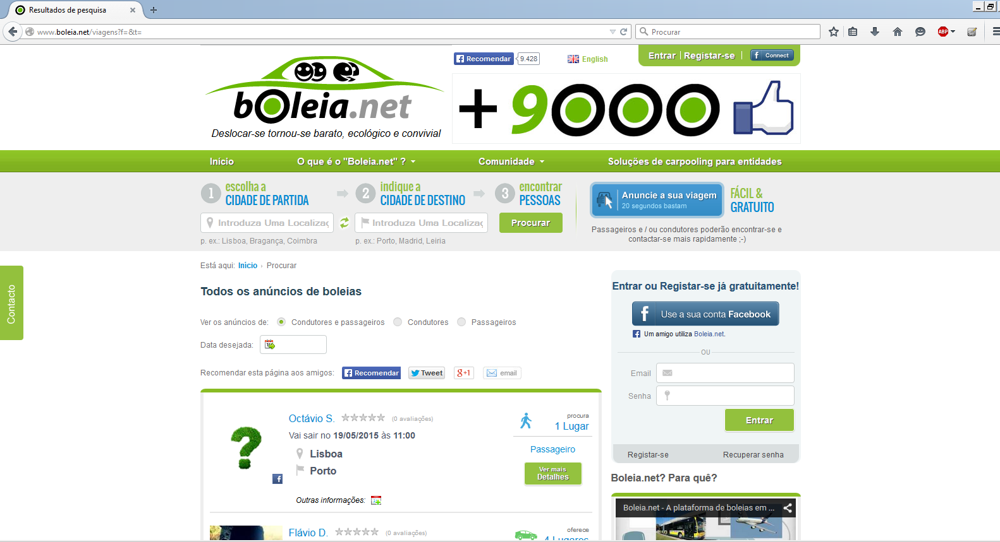 Resultados de pesquisa
www.boleia.net/viagens?f=&t=
Procurar
ABP
boleia.net
Deslocar-se tornou-se barato, ecológico e convivial
Recomendar
9.428
English
Entrar
Registar-se
Connect
+ 9000
Início
O que é o "Boleia.net" ?
Comunidade
Soluções de carpooling para entidades
1 escolha a
CIDADE DE PARTIDA
2 indique a
CIDADE DE DESTINO
3 encontrar
PESSOAS
Introduza Uma Localizaç
Introduza Uma Localizaç
Procurar
p. ex.: Lisboa, Bragança, Coimbra
p. ex.: Porto, Madrid, Leiria
Anuncie a sua viagem
20 segundos bastam
FÁCIL &
GRATUITO
Passageiros e / ou condutores poderão encontrar-se e
contactar-se mais rapidamente ;-)
Contacto
Está aqui: Início › Procurar
Todos os anúncios de boleias
Ver os anúncios de: Condutores e passageiros Condutores Passageiros
Data desejada:
Recomendar esta página aos amigos: Recomendar Tweet g+1 email
Octávio S. (0 avaliações)
Vai sair no 19/05/2015 às 11:00
Lisboa
Porto
Outras informações:
procura
1 Lugar
Passageiro
Ver mais
Detalhes
Flávio D. (0 avaliações)
oferece
4 Lugares
Entrar ou Registar-se já gratuitamente!
Use a sua conta Facebook
Um amigo utiliza Boleia.net.
OU
Email
Senha
Entrar
Registar-se
Recuperar senha
Boleia.net? Para quê?
Boleia.net - A plataforma de boleias em ...